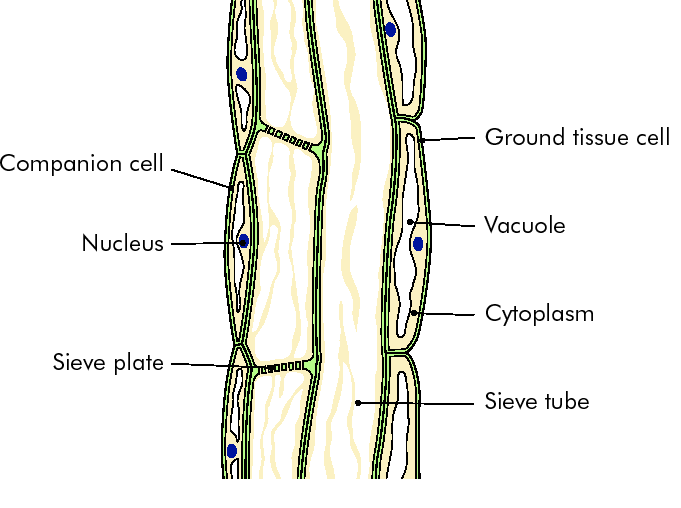 Ground tissue cell
Companion cell
Vacuole
Nucleus
Cytoplasm
Sieve plate
Sieve tube